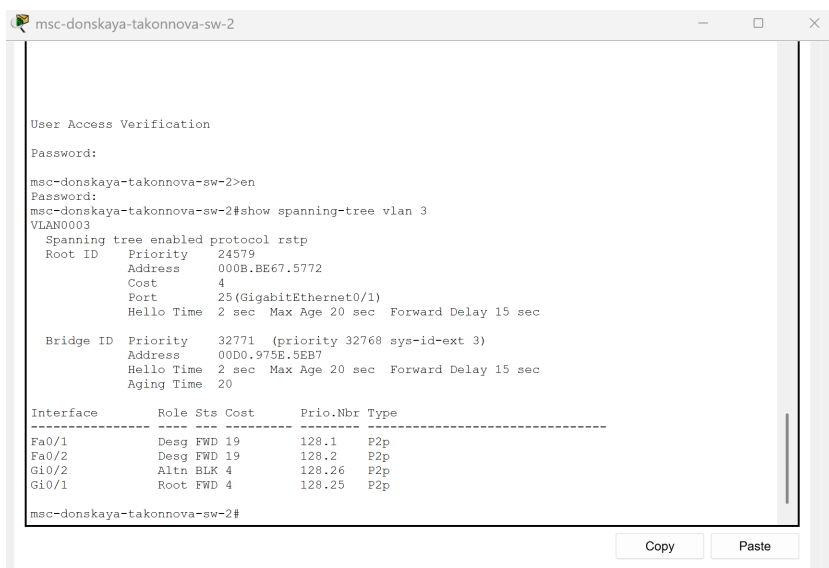 msc-donskaya-takonnova-sw-2
User Access Verification
Password:
msc-donskaya-takonnova-sw-2>en
Password:
msc-donskaya-takonnova-sw-2#show spanning-tree vlan 3
VLAN0003
  Spanning tree enabled protocol rstp
  Root ID    Priority    24579
             Address     000B.BE67.5772
             Cost        4
             Port        25(GigabitEthernet0/1)
             Hello Time  2 sec  Max Age 20 sec  Forward Delay 15 sec
  Bridge ID  Priority    32771  (priority 32768 sys-id-ext 3)
             Address     00D0.975E.5EB7
             Hello Time  2 sec  Max Age 20 sec  Forward Delay 15 sec
             Aging Time  20
Interface        Role Sts Cost      Prio.Nbr Type
---------------- ---- --- --------- -------- --------------------------------
Fa0/1            Desg FWD 19        128.1    P2p
Fa0/2            Desg FWD 19        128.2    P2p
Gi0/2            Altn BLK 4         128.26   P2p
Gi0/1            Root FWD 4         128.25   P2p
msc-donskaya-takonnova-sw-2#
Copy Paste